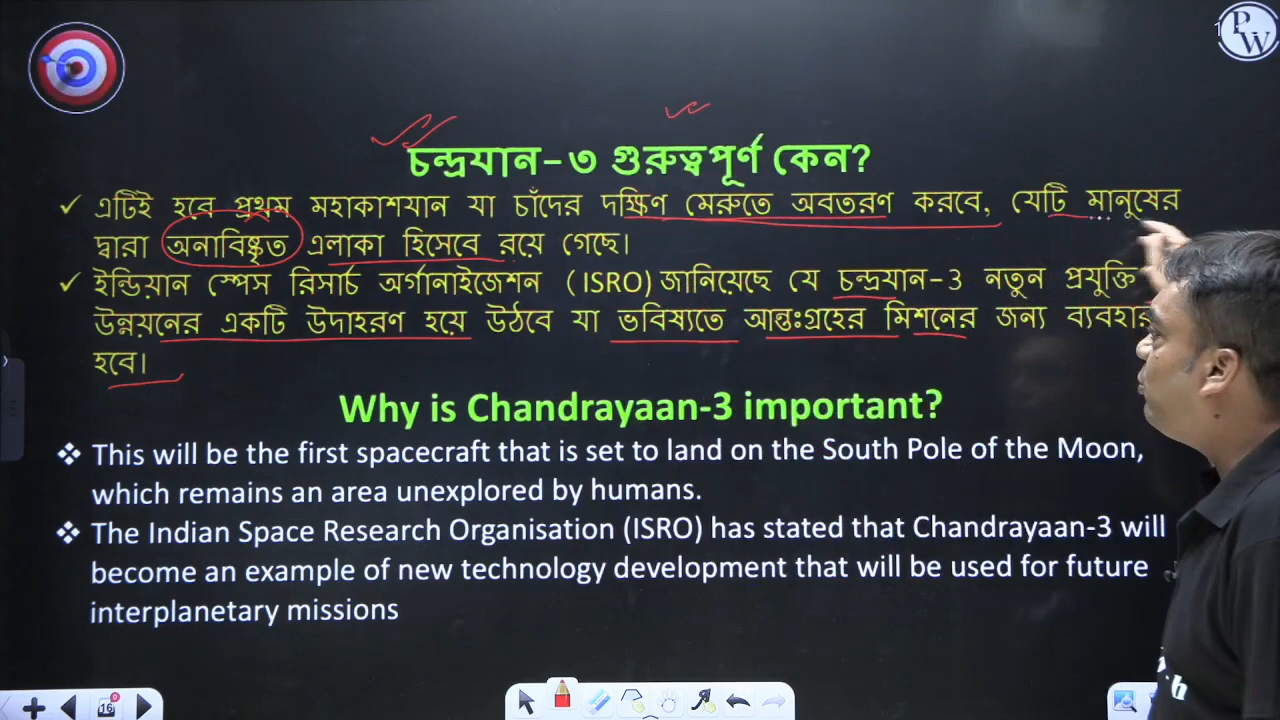 PW
চন্দ্রযান-৩ গুরুত্বপূর্ণ কেন?
এটিই হবে প্রথম মহাকাশযান যা চাঁদের দক্ষিণ মেরুতে অবতরণ করবে, যেটি মানুষের
দ্বারা অনাবিষ্কৃত এলাকা হিসেবে রয়ে গেছে।
ইন্ডিয়ান স্পেস রিসার্চ অর্গানাইজেশন (ISRO) জানিয়েছে যে চন্দ্রযান-3 নতুন প্রযুক্তি
উন্নয়নের একটি উদাহরণ হয়ে উঠবে যা ভবিষ্যতে আন্তঃগ্রহের মিশনের জন্য ব্যবহার
হবে।
Why is Chandrayaan-3 important?
This will be the first spacecraft that is set to land on the South Pole of the Moon,
which remains an area unexplored by humans.
The Indian Space Research Organisation (ISRO) has stated that Chandrayaan-3 will
become an example of new technology development that will be used for future
interplanetary missions
16